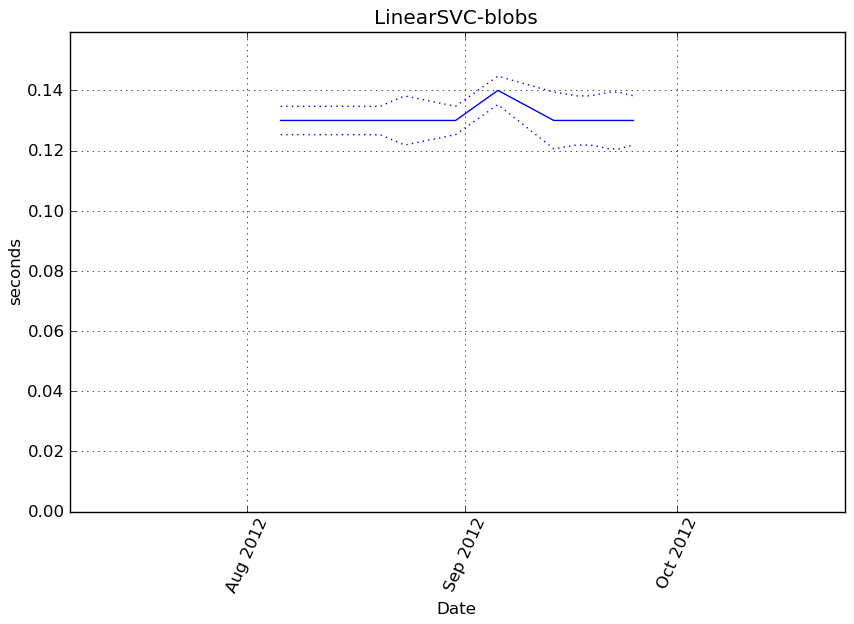 LinearSVC-blobs
0.14
0.12
0.10
0.08
0.06
0.04
0.02
0.00
seconds
Aug 2012
Sep 2012
Oct 2012
Date